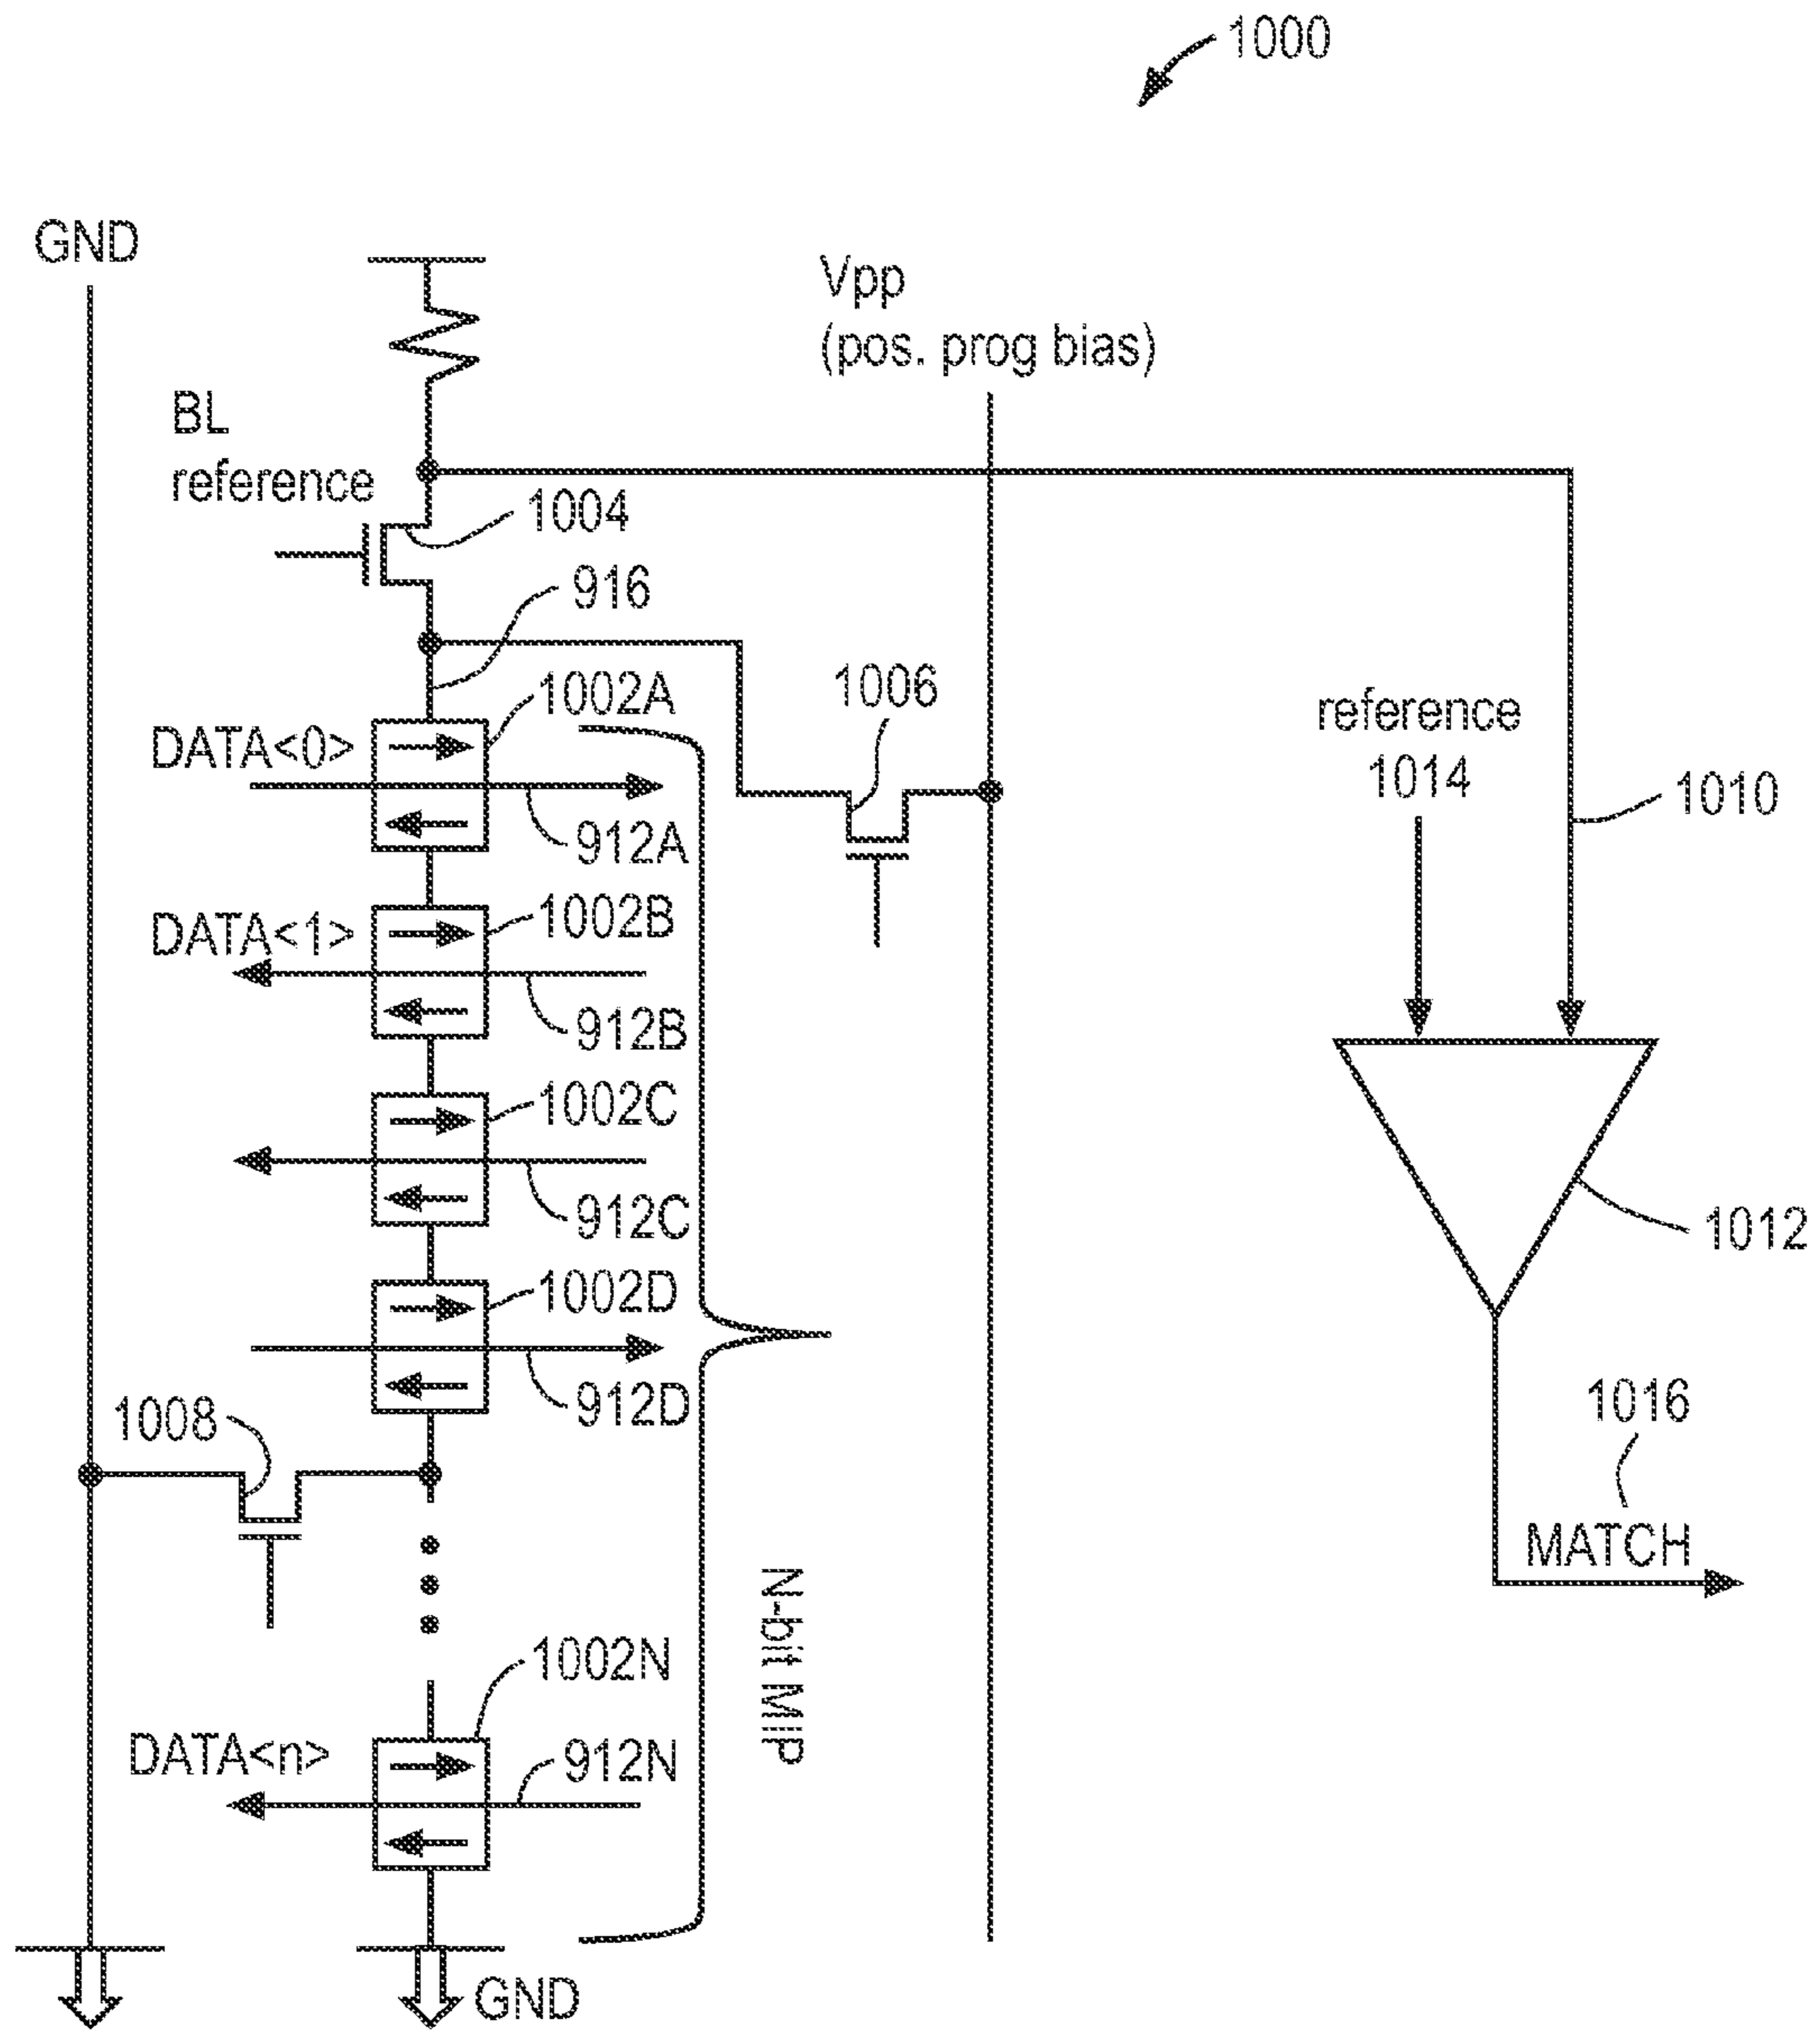 1000
GND
Vpp
(pos. prog bias)
BL
reference
1004
916
1002A
1006
DATA<0>
reference
1014
1010
912A
1002B
DATA<1>
912B
1002C
912C
1012
1002D
912D
1008
1016
MATCH
N-bit MIP
1002N
DATA<n>
912N
GND